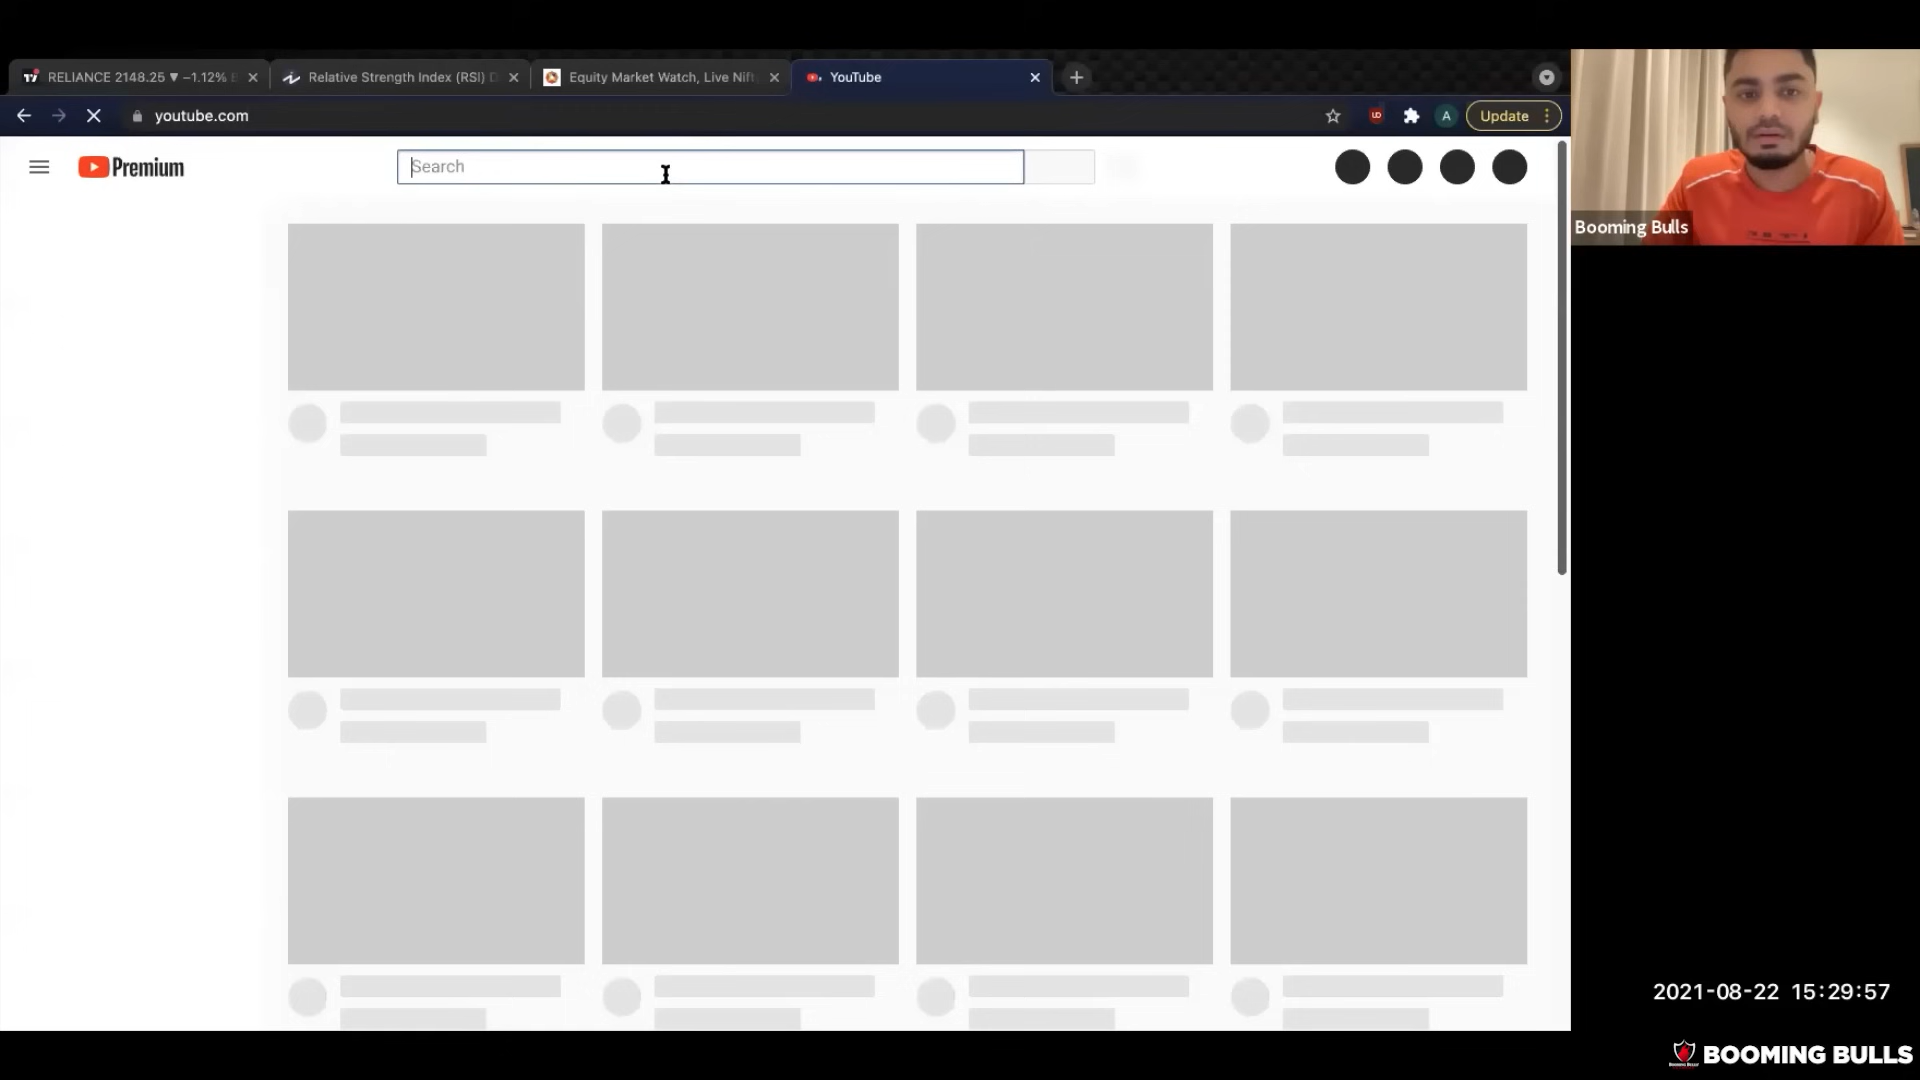 RELIANCE 2148.25 ▼ −1.12%
Relative Strength Index (RSI)
Equity Market Watch, Live Nift
YouTube
youtube.com
A
Update
Premium
Search
Booming Bulls
2021-08-22 15:29:57
BOOMING BULLS